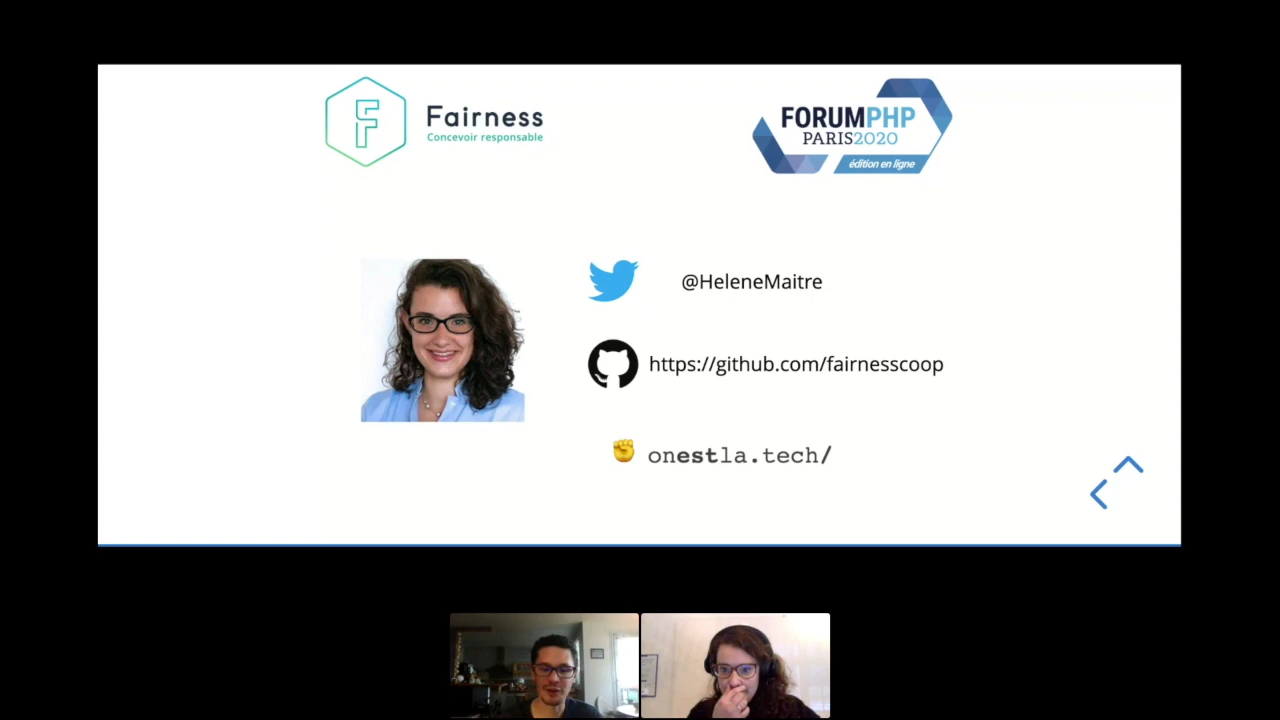 Fairness
Concevoir responsable
FORUMPHP
PARIS2020
édition en ligne
@HeleneMaitre
https://github.com/fairnesscoop
onestla.tech/